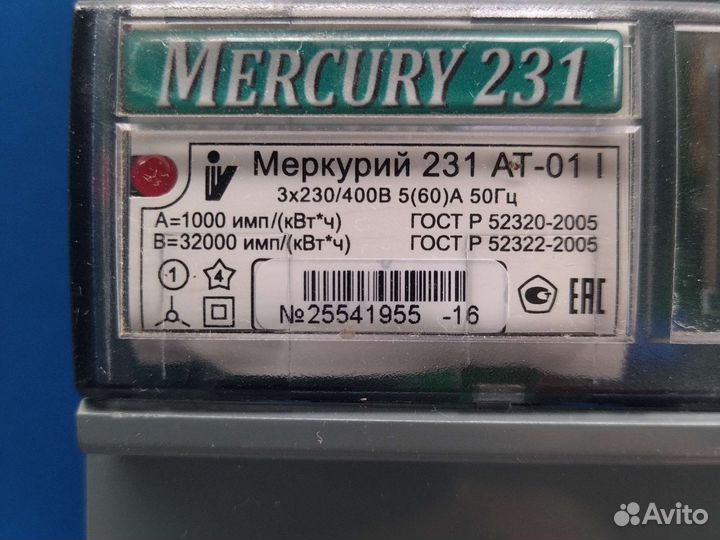 MERCURY 231
Меркурий 231 АТ-01 I
3x230/400В 5(60)А 50Гц
A=1000 имп/(кВт*ч) ГОСТ Р 52320-2005
B=32000 имп/(кВт*ч) ГОСТ Р 52322-2005
1 4
ЕАС
№25541955 -16
Avito